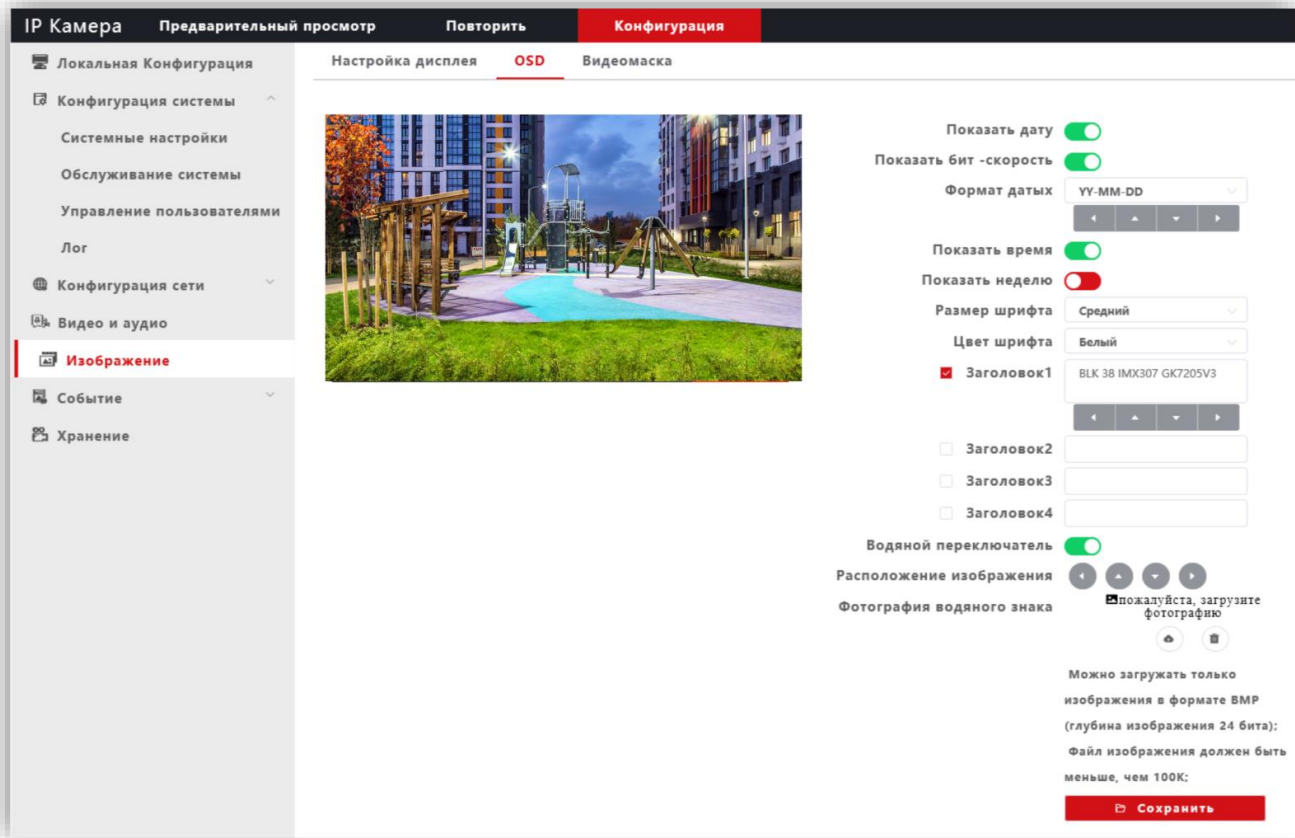 IP Камера Предварительный просмотр Повторить Конфигурация
Локальная Конфигурация
Конфигурация системы
Системные настройки
Обслуживание системы
Управление пользователями
Лог
Конфигурация сети
Видео и аудио
Изображение
Событие
Хранение
Настройка дисплея OSD Видеомаска
Показать дату
Показать бит -скорость
Формат датых YY-MM-DD
Показать время
Показать неделю
Размер шрифта Средний
Цвет шрифта Белый
Заголовок1 BLK 38 IMX307 GK7205V3
Заголовок2
Заголовок3
Заголовок4
Водяной переключатель
Расположение изображения
Фотография водяного знака пожалуйста, загрузите
фотографию
Можно загружать только
изображения в формате BMP
(глубина изображения 24 бита);
Файл изображения должен быть
меньше, чем 100К;
Сохранить